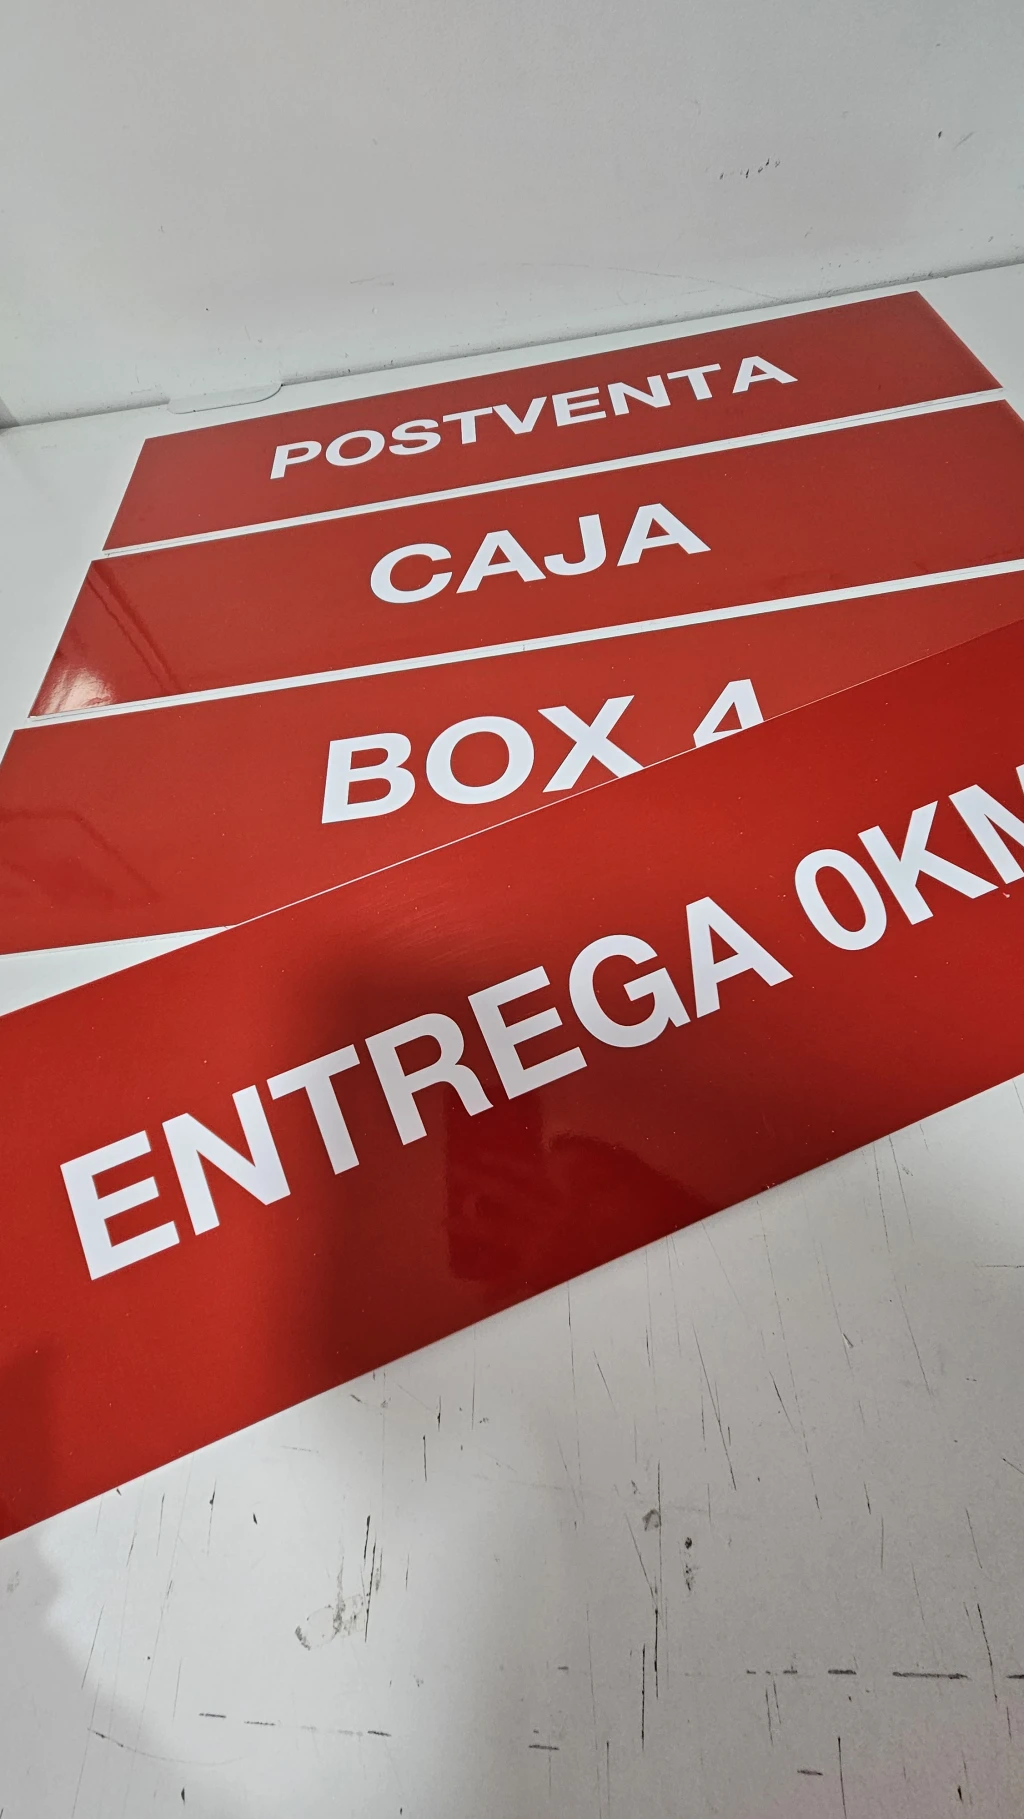 POSTVENTA
CAJA
BOX 4
ENTREGA 0KM